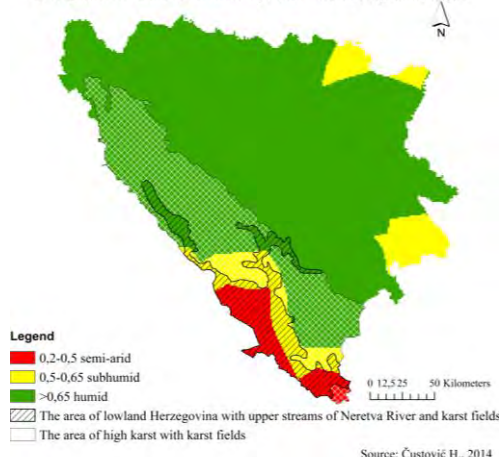 N
Legend
0,2-0,5 semi-arid
0,5-0,65 subhumid
>0,65 humid
0 12,5 25 50 Kilometers
The area of lowland Herzegovina with upper streams of Neretva River and karst fields
The area of high karst with karst fields
Source: Čustović H., 2014